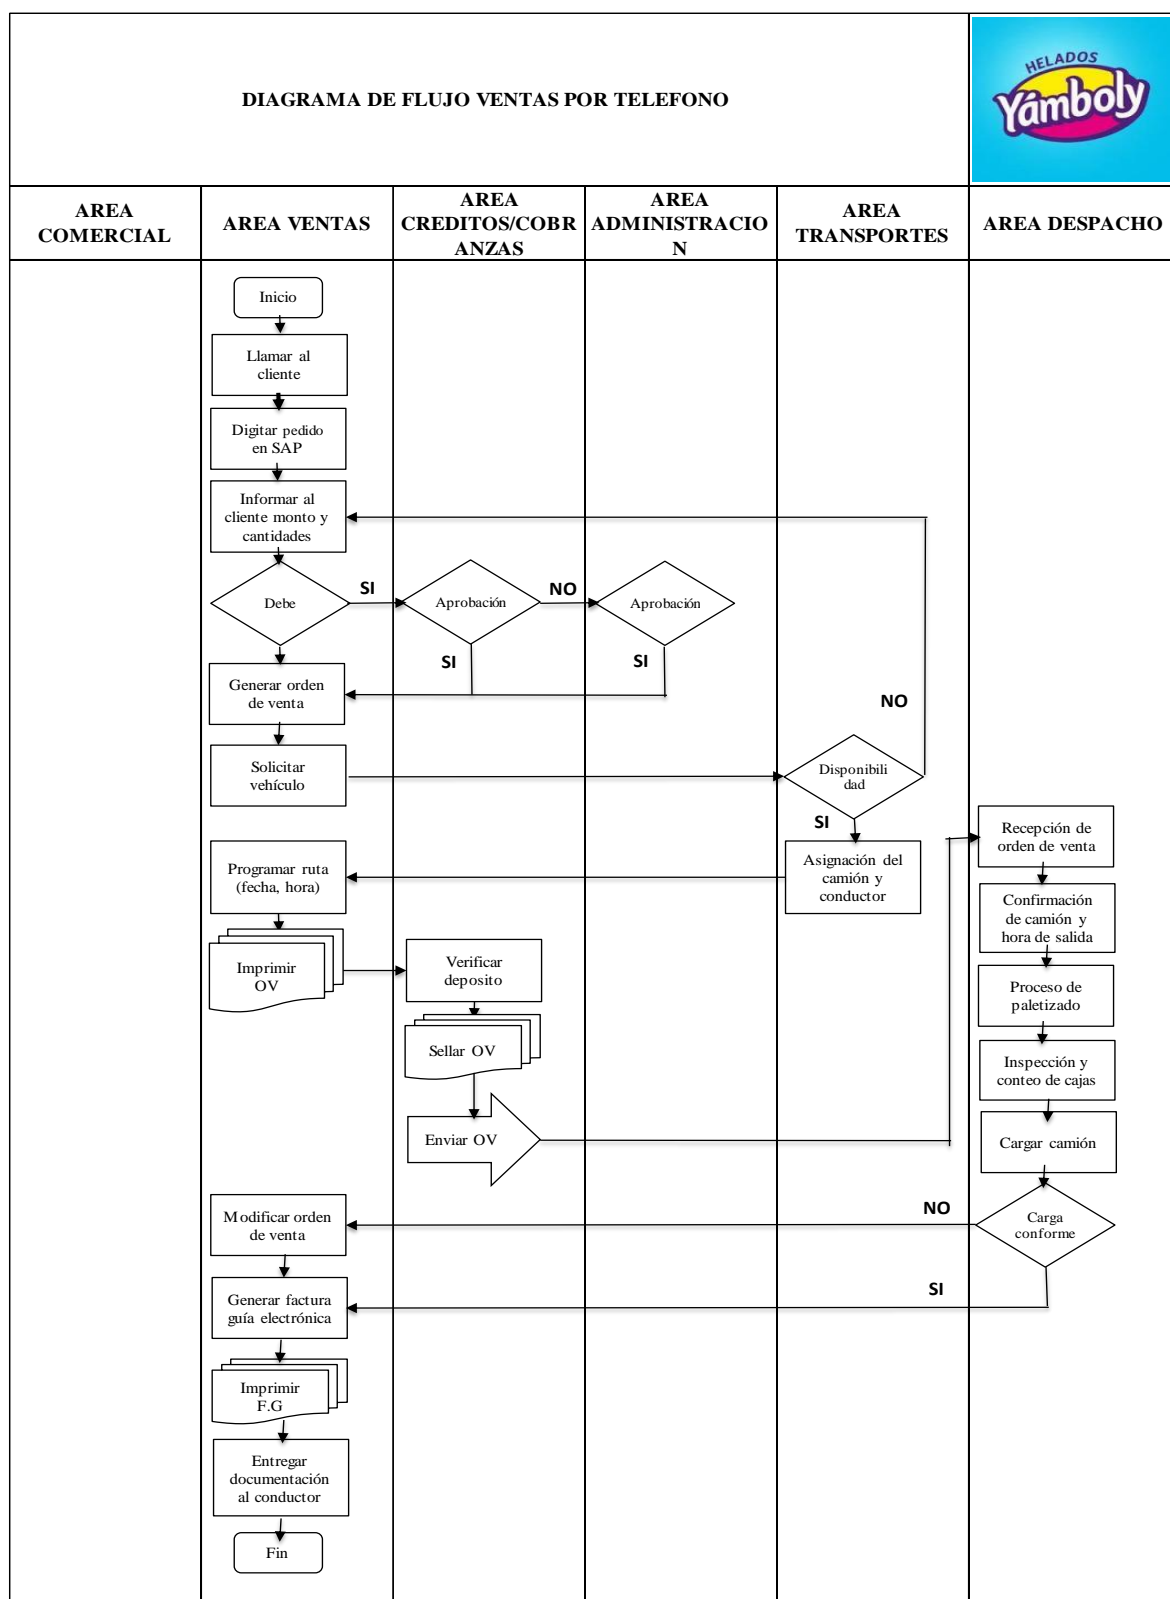 DIAGRAMA DE FLUJO VENTAS POR TELEFONO
HELADOS
Yámboly
AREA
COMERCIAL
AREA VENTAS
AREA
CREDITOS/COBR
ANZAS
AREA
ADMINISTRACIO
N
AREA
TRANSPORTES
AREA DESPACHO
Inicio
Llamar al
cliente
Digitar pedido
en SAP
Informar al
cliente monto y
cantidades
Debe
SI
Aprobación
NO
Aprobación
SI
SI
Generar orden
de venta
NO
Solicitar
vehículo
Disponibili
dad
SI
Recepción de
orden de venta
Programar ruta
(fecha, hora)
Asignación del
camión y
conductor
Confirmación
de camión y
hora de salida
Imprimir
OV
Verificar
deposito
Proceso de
paletizado
Sellar OV
Inspección y
conteo de cajas
Enviar OV
Cargar camión
Modificar orden
de venta
NO
Carga
conforme
SI
Generar factura
guía electrónica
Imprimir
F.G
Entregar
documentación
al conductor
Fin